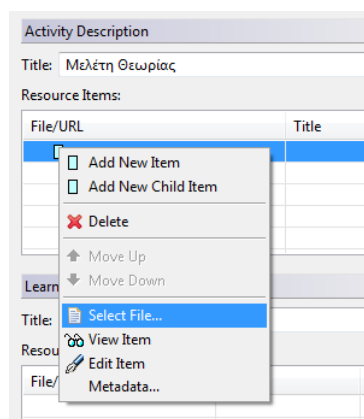 Activity Description
Title: Μελέτη Θεωρίας
Resource Items:
File/URL Title
Add New Item
Add New Child Item
Delete
Move Up
Move Down
Learn
Title: Select File...
View Item
Resou
Edit Item
File/
Metadata...